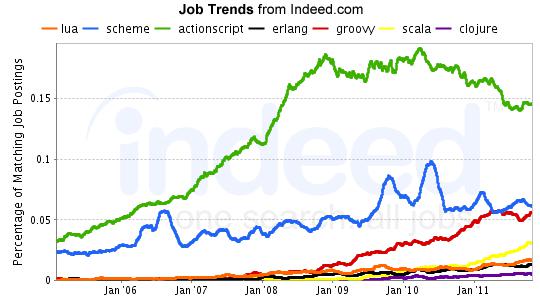 Job Trends from Indeed.com
lua scheme actionscript erlang groovy scala clojure
Percentage of Matching Job Postings
0.15
0.1
0.05
0
Jan '06 Jan '07 Jan '08 Jan '09 Jan '10 Jan '11
indeed
one search. all jobs.
TM